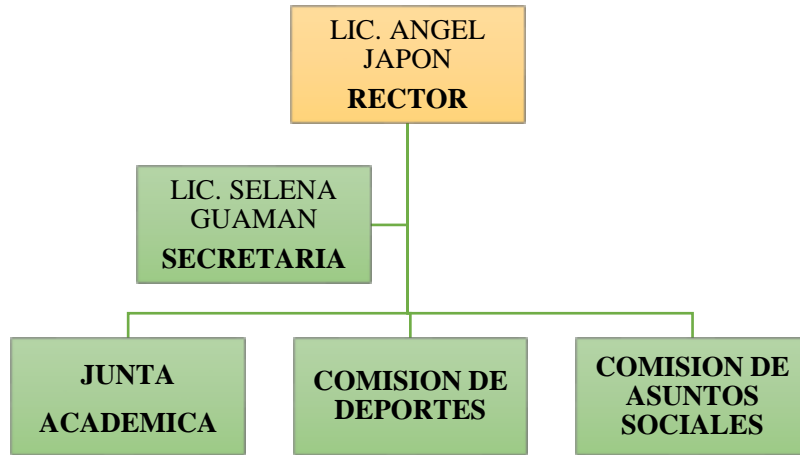 LIC. ANGEL
JAPON
RECTOR
LIC. SELENA
GUAMAN
SECRETARIA
JUNTA
ACADEMICA
COMISION DE
DEPORTES
COMISION DE
ASUNTOS
SOCIALES